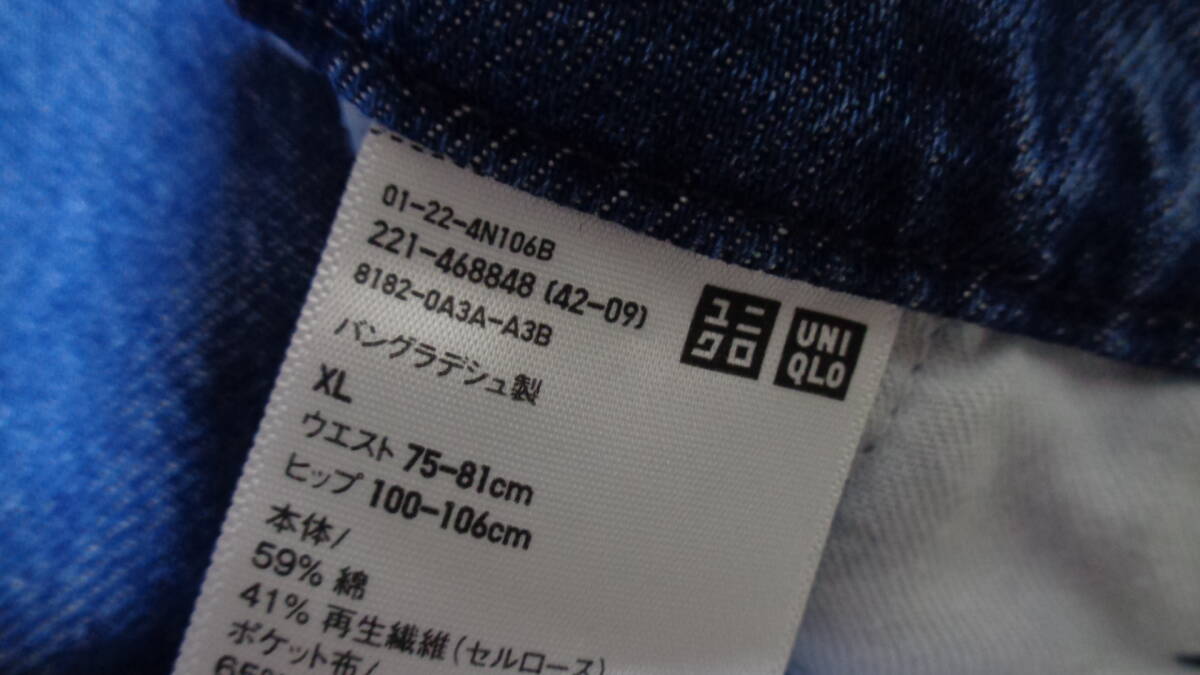 01-22-4N106B
221-468848 (42-09)
8182-0A3A-A3B
バングラデシュ製
XL
ウエスト 75-81cm
ヒップ 100-106cm
本体/
59% 綿
41% 再生繊維(セルロース)
ポケット布/
ユニ
クロ
UNI
QLO